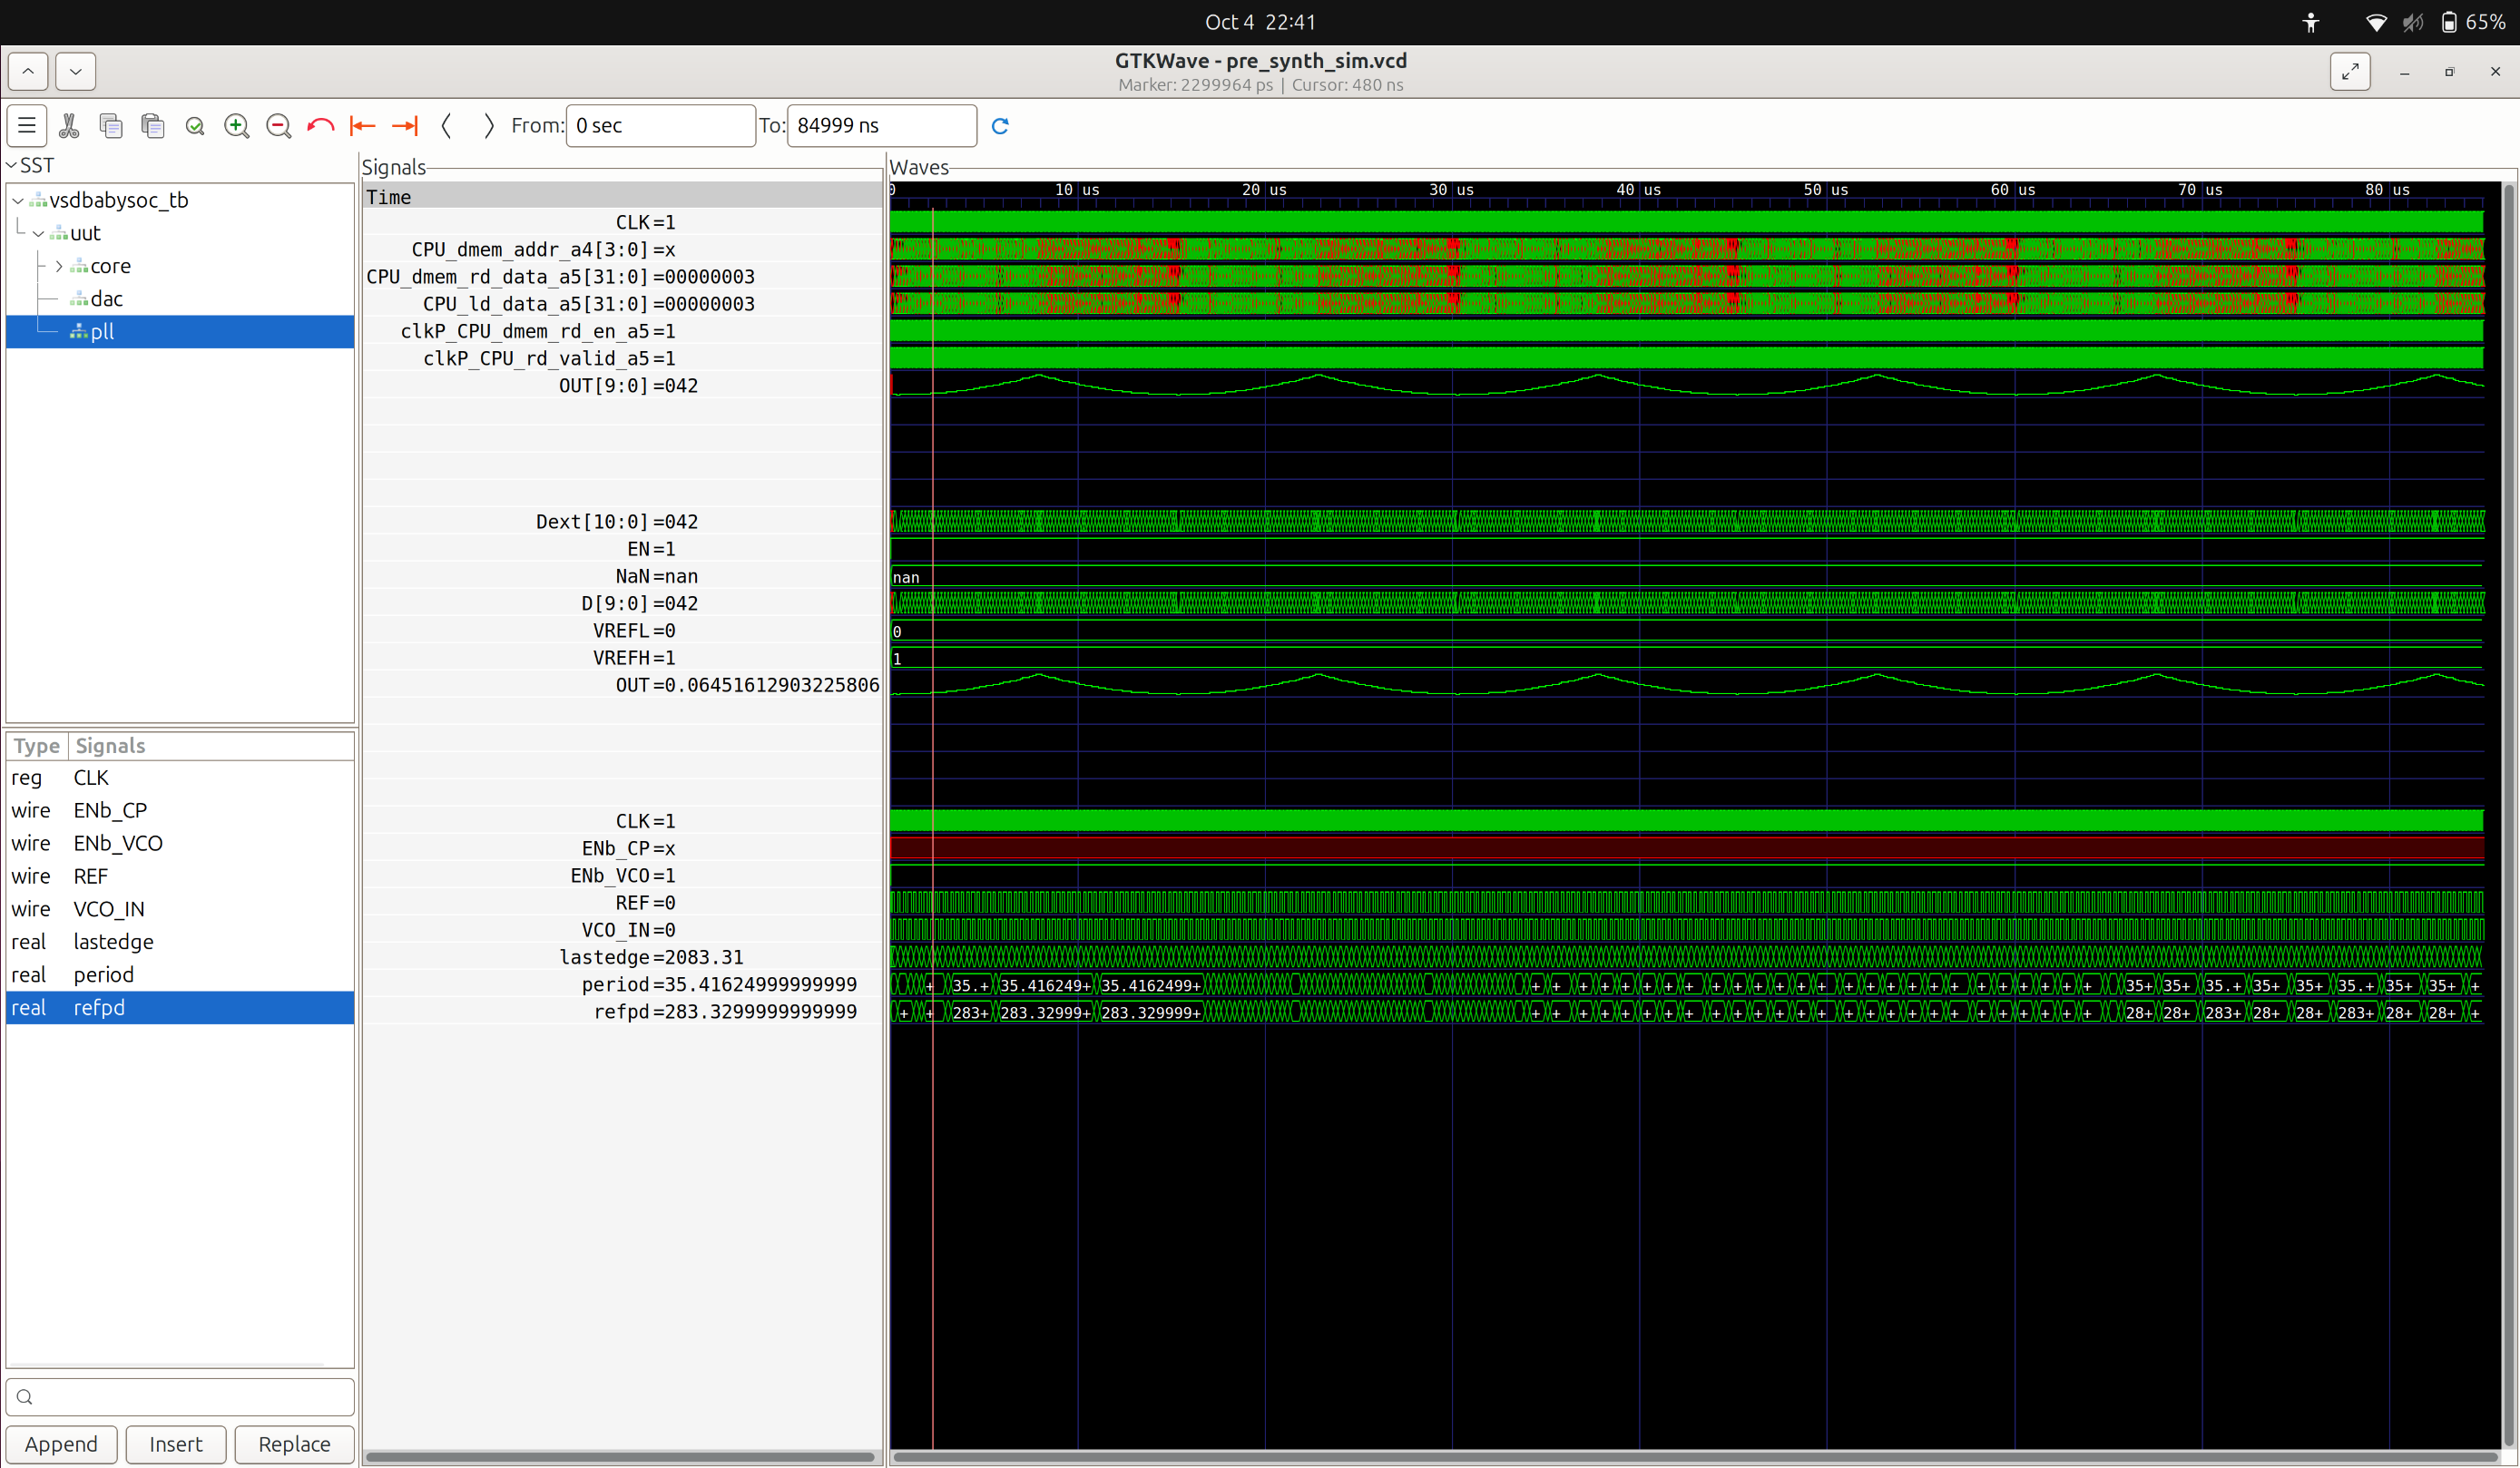 Oct 4 22:41
65%
GTKWave - pre_synth_sim.vcd
Marker: 2299964 ps | Cursor: 480 ns
From: 0 sec To: 84999 ns
SST
vsdbabysoc_tb
uut
core
dac
pll
Type Signals
reg CLK
wire ENb_CP
wire ENb_VCO
wire REF
wire VCO_IN
real lastedge
real period
real refpd
Append Insert Replace
Signals
Time
CLK=1
CPU_dmem_addr_a4[3:0]=x
CPU_dmem_rd_data_a5[31:0]=00000003
CPU_ld_data_a5[31:0]=00000003
clkP_CPU_dmem_rd_en_a5=1
clkP_CPU_rd_valid_a5=1
OUT[9:0]=042
Dext[10:0]=042
EN=1
NaN=nan
D[9:0]=042
VREFL=0
VREFH=1
OUT=0.06451612903225806
CLK=1
ENb_CP=x
ENb_VCO=1
REF=0
VCO_IN=0
lastedge=2083.31
period=35.41624999999999
refpd=283.3299999999999
Waves
0 10 us 20 us 30 us 40 us 50 us 60 us 70 us 80 us
nan
0
1
+ 35.+ 35.416249+ 35.4162499+ + + + + + + + + + + + + + + + + + + + + + + + + + 35+ 35+ 35.+ 35+ 35+ 35.+ 35+ 35+ +
+ + 283+ 283.32999+ 283.329999+ + + + + + + + + + + + + + + + + + + + + + + + + + 28+ 28+ 283+ 28+ 28+ 283+ 28+ 28+ +